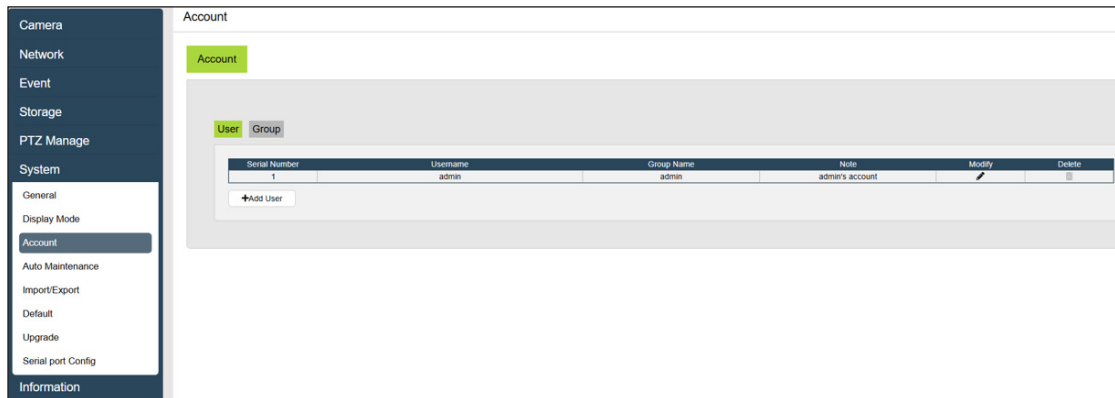 Camera
Network
Event
Storage
PTZ Manage
System
General
Display Mode
Account
Auto Maintenance
Import/Export
Default
Upgrade
Serial port Config
Information
Account
Account
User Group
Serial Number Username Group Name Note Modify Delete
1 admin admin admin's account
+Add User